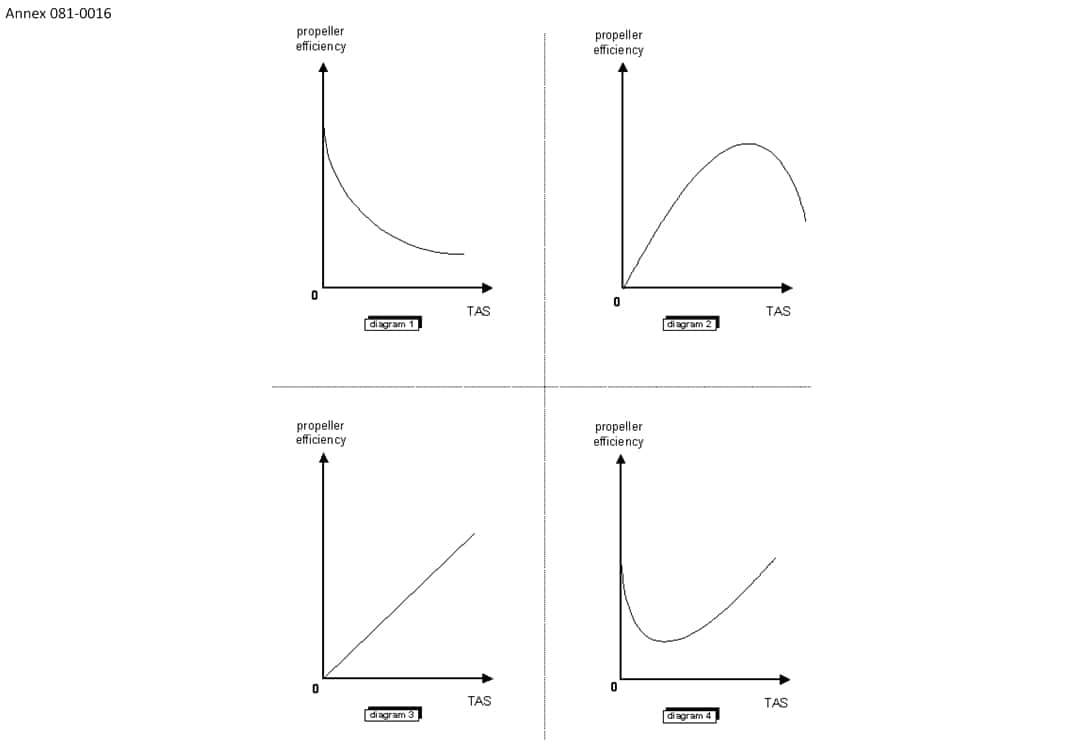 Annex 081-0016
propeller
efficiency
0
TAS
diagram 1
propeller
efficiency
0
TAS
diagram 2
propeller
efficiency
0
TAS
diagram 3
propeller
efficiency
0
TAS
diagram 4